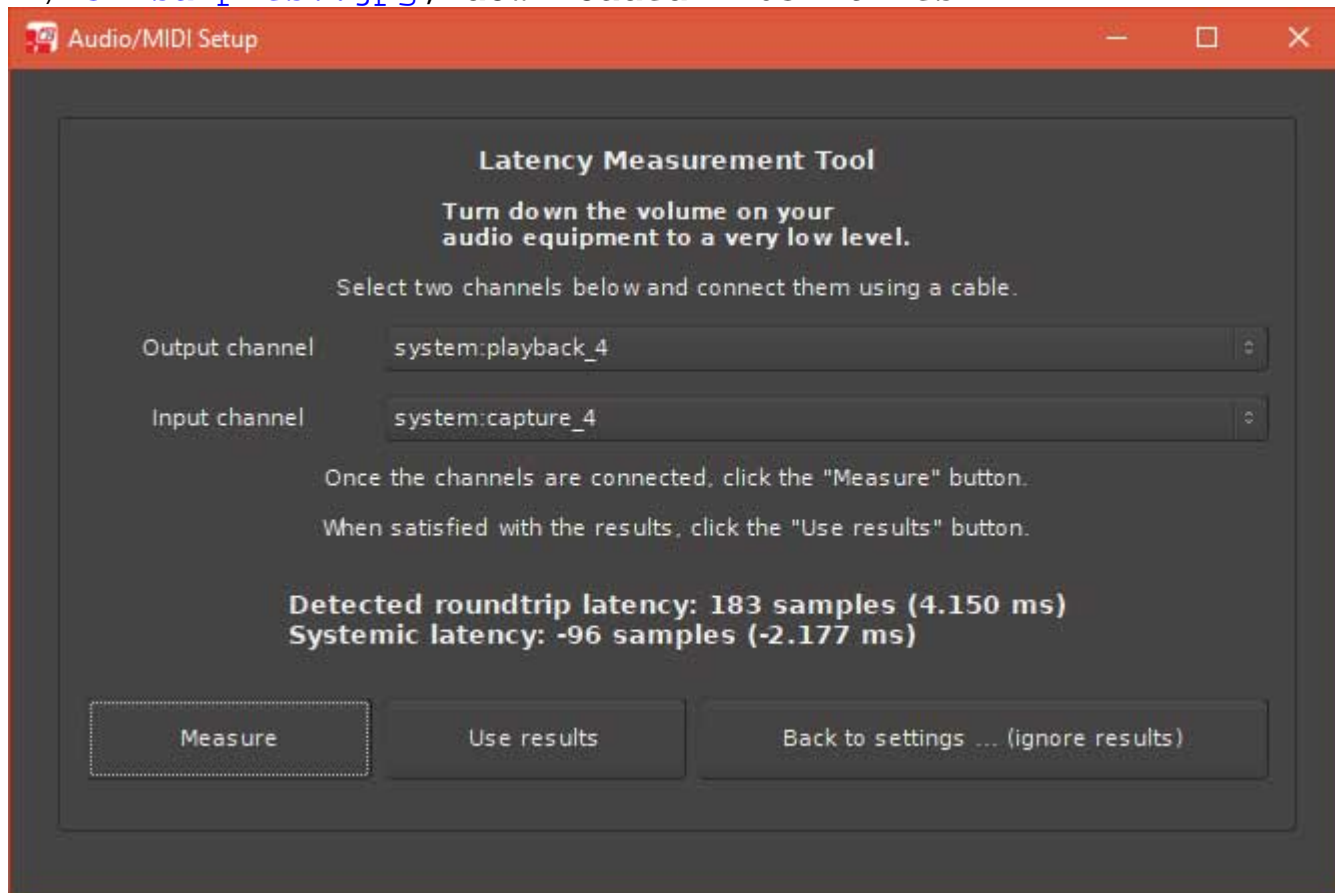 Audio/MIDI Setup
Latency Measurement Tool
Turn down the volume on your
audio equipment to a very low level.
Select two channels below and connect them using a cable.
Output channel system:playback_4
Input channel system:capture_4
Once the channels are connected, click the "Measure" button.
When satisfied with the results, click the "Use results" button.
Detected roundtrip latency: 183 samples (4.150 ms)
Systemic latency: -96 samples (-2.177 ms)
Measure Use results Back to settings ... (ignore results)